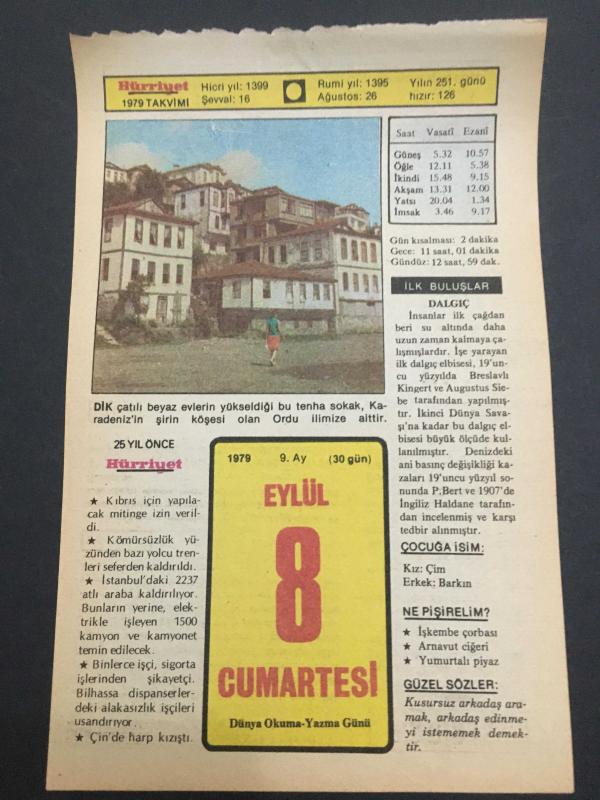 Hürriyet
1979 TAKVİMİ
Hicri yıl: 1399
Şevval: 16
Rumi yıl: 1395
Ağustos: 26
Yılın 251. günü
hızır: 126
Saat Vasatî Ezanî
Güneş 5.32 10.57
Öğle 12.11 5.38
İkindi 15.48 9.15
Akşam 13.31 12.00
Yatsı 20.04 1.34
İmsak 3.46 9.17
Gün kısalması: 2 dakika
Gece: 11 saat, 01 dakika
Gündüz: 12 saat, 59 dak.
DİK çatılı beyaz evlerin yükseldiği bu tenha sokak, Ka-
radeniz'in şirin köşesi olan Ordu ilimize aittir.
İLK BULUŞLAR
DALGIÇ
İnsanlar ilk çağdan
beri su altında daha
uzun zaman kalmaya ça-
lışmışlardır. İşe yarayan
ilk dalgıç elbisesi, 19'un-
cu yüzyılda Breslavlı
Kingert ve Augustus Sie-
be tarafından yapılmış-
tır. İkinci Dünya Sava-
şı'na kadar bu dalgıç el-
bisesi büyük ölçüde kul-
lanılmıştır. Denizdeki
ani basınç değişikliği ka-
zaları 19'uncu yüzyıl so-
nunda P.Bert ve 1907'de
İngiliz Haldane tarafın-
dan incelenmiş ve karşı
tedbir alınmıştır.
ÇOCUĞA İSİM:
Kız: Çim
Erkek: Barkın
NE PİŞİRELİM?
★ İşkembe çorbası
★ Arnavut ciğeri
★ Yumurtalı piyaz
GÜZEL SÖZLER:
Kusursuz arkadaş ara-
mak, arkadaş edinme-
yi istememek demek-
tir.
25 YIL ÖNCE
Hürriyet
★ Kıbrıs için yapıla-
cak mitinge izin veril-
di.
★ Kömürsüzlük yü-
zünden bazı yolcu tren-
leri seferden kaldırıldı.
★ İstanbul'daki 2237
atlı araba kaldırılıyor.
Bunların yerine, elek-
trikle işleyen 1500
kamyon ve kamyonet
temin edilecek.
★ Binlerce işçi, sigorta
işlerinden şikayetçi.
Bilhassa dispanserler-
deki alakasızlık işçileri
usandırıyor.
★ Çin'de harp kızıştı.
1979 9. Ay (30 gün)
EYLÜL
8
CUMARTESİ
Dünya Okuma-Yazma Günü